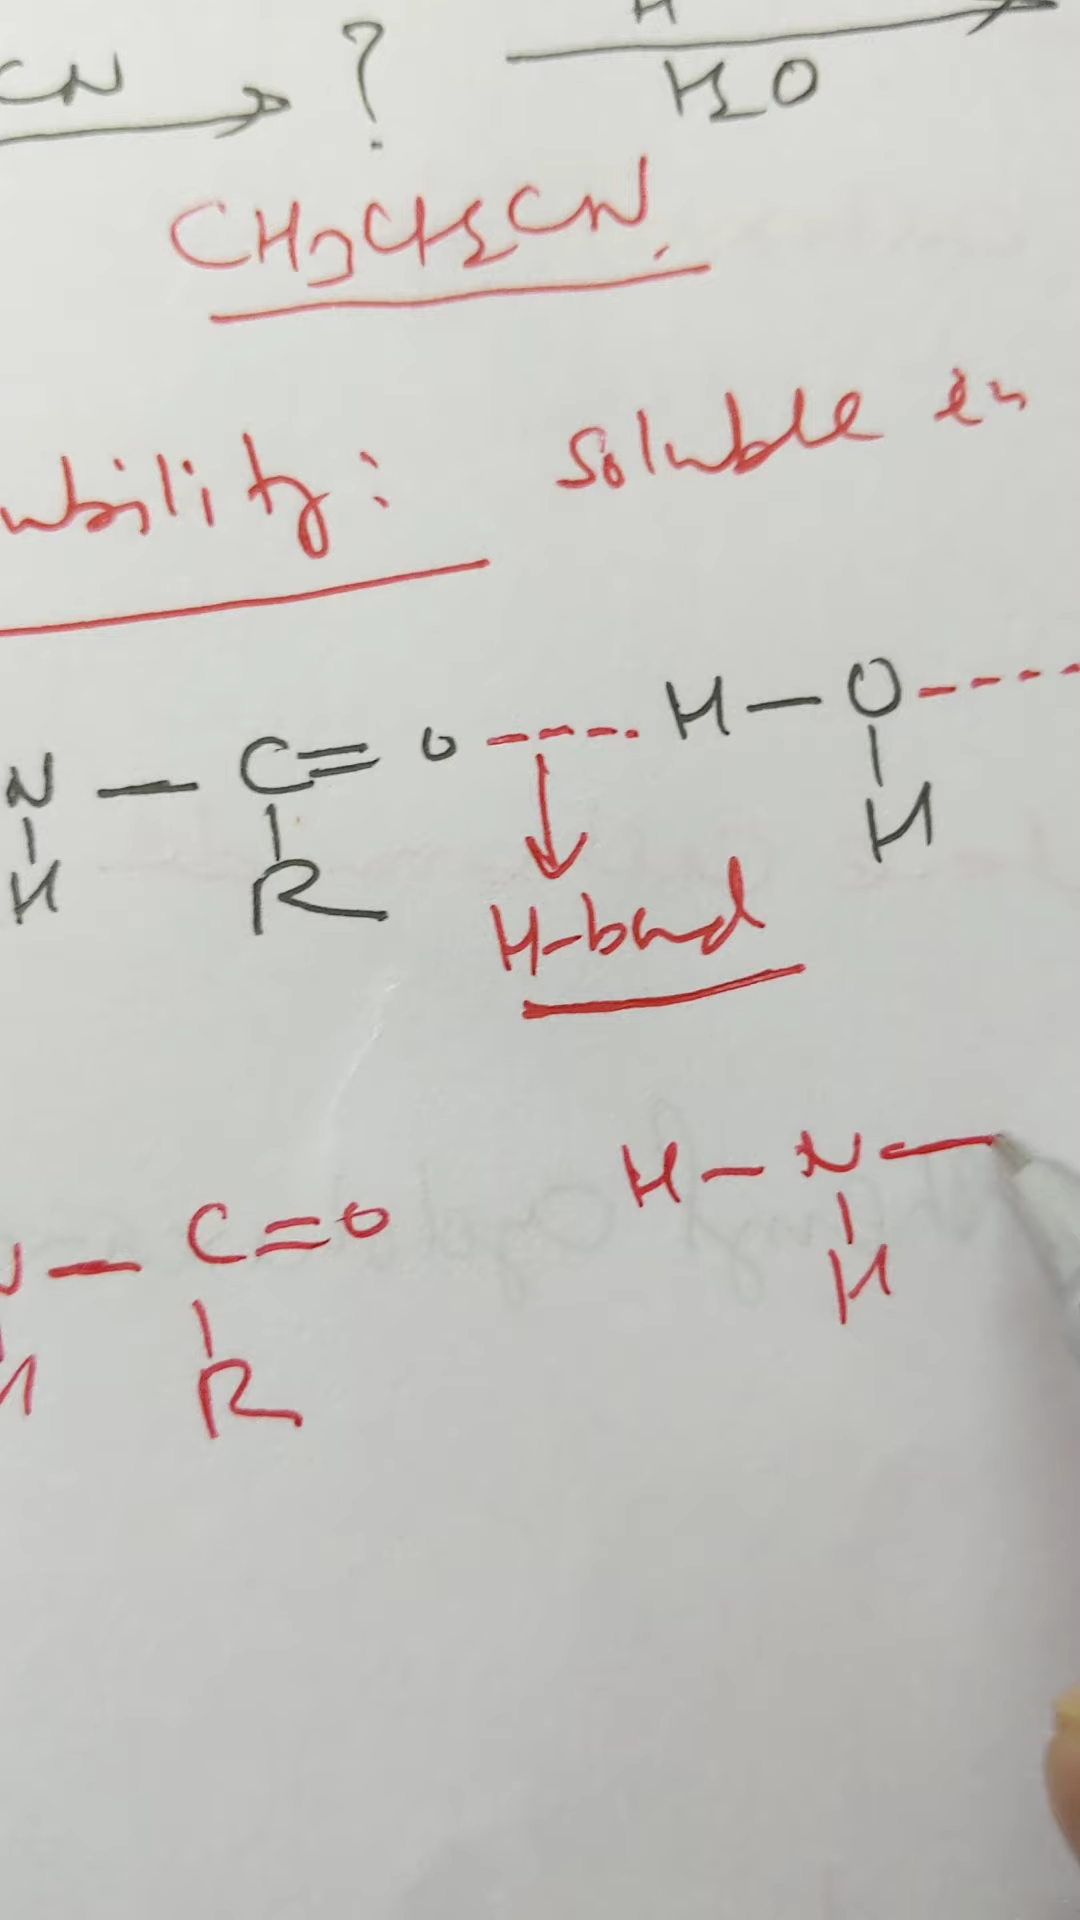 CN → ? H
H2O
CH3CH2CN
ubility: soluble in
N — C = O ----- H — O ----
H R H
H-bond
N — C = O H — N —
H R H